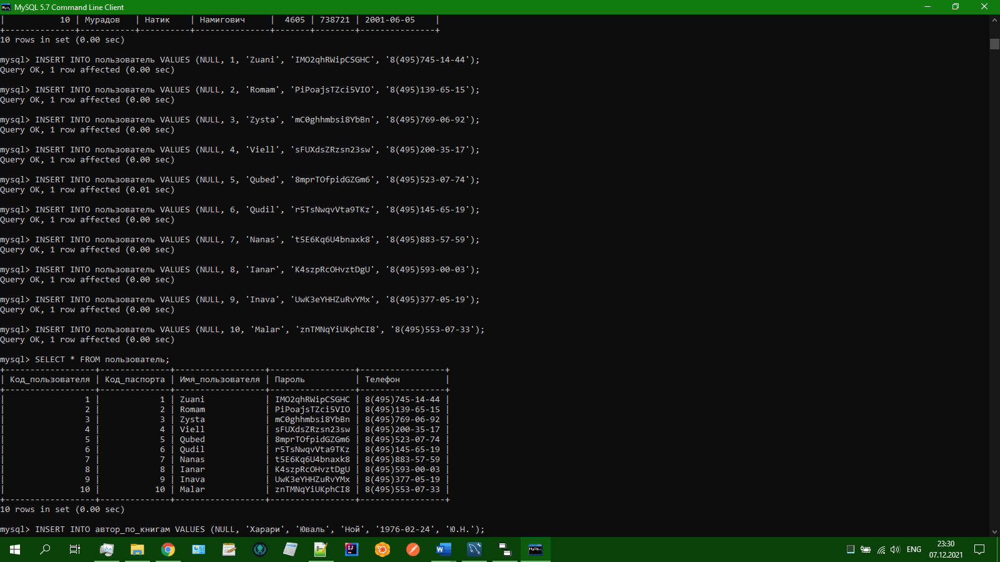 MySQL 5.7 Command Line Client
|           10 | Мурадов   | Натик    | Намигович     |  4605 | 738721 | 2001-06-05    |
+--------------+-----------+----------+---------------+-------+--------+---------------+
10 rows in set (0.00 sec)
mysql> INSERT INTO пользователь VALUES (NULL, 1, 'Zuani', 'IMO2qhRWipCSGHC', '8(495)745-14-44');
Query OK, 1 row affected (0.00 sec)
mysql> INSERT INTO пользователь VALUES (NULL, 2, 'Romam', 'PiPoajsTZci5VIO', '8(495)139-65-15');
Query OK, 1 row affected (0.00 sec)
mysql> INSERT INTO пользователь VALUES (NULL, 3, 'Zysta', 'mC0ghhmbsi8YbBn', '8(495)769-06-92');
Query OK, 1 row affected (0.00 sec)
mysql> INSERT INTO пользователь VALUES (NULL, 4, 'Viell', 'sFUXdsZRzsn23sw', '8(495)200-35-17');
Query OK, 1 row affected (0.00 sec)
mysql> INSERT INTO пользователь VALUES (NULL, 5, 'Qubed', '8mprTOfpidGZGm6', '8(495)523-07-74');
Query OK, 1 row affected (0.01 sec)
mysql> INSERT INTO пользователь VALUES (NULL, 6, 'Qudil', 'r5TsNwqvVta9TKz', '8(495)145-65-19');
Query OK, 1 row affected (0.00 sec)
mysql> INSERT INTO пользователь VALUES (NULL, 7, 'Nanas', 't5E6Kq6U4bnaxk8', '8(495)883-57-59');
Query OK, 1 row affected (0.00 sec)
mysql> INSERT INTO пользователь VALUES (NULL, 8, 'Ianar', 'K4szpRcOHvztDgU', '8(495)593-00-03');
Query OK, 1 row affected (0.00 sec)
mysql> INSERT INTO пользователь VALUES (NULL, 9, 'Inava', 'UwK3eYHHZuRvYMx', '8(495)377-05-19');
Query OK, 1 row affected (0.00 sec)
mysql> INSERT INTO пользователь VALUES (NULL, 10, 'Malar', 'znTMNqYiUKphCI8', '8(495)553-07-33');
Query OK, 1 row affected (0.00 sec)
mysql> SELECT * FROM пользователь;
+------------------+--------------+------------------+-----------------+-----------------+
| Код_пользователя | Код_паспорта | Имя_пользователя | Пароль          | Телефон         |
+------------------+--------------+------------------+-----------------+-----------------+
|                1 |            1 | Zuani            | IMO2qhRWipCSGHC | 8(495)745-14-44 |
|                2 |            2 | Romam            | PiPoajsTZci5VIO | 8(495)139-65-15 |
|                3 |            3 | Zysta            | mC0ghhmbsi8YbBn | 8(495)769-06-92 |
|                4 |            4 | Viell            | sFUXdsZRzsn23sw | 8(495)200-35-17 |
|                5 |            5 | Qubed            | 8mprTOfpidGZGm6 | 8(495)523-07-74 |
|                6 |            6 | Qudil            | r5TsNwqvVta9TKz | 8(495)145-65-19 |
|                7 |            7 | Nanas            | t5E6Kq6U4bnaxk8 | 8(495)883-57-59 |
|                8 |            8 | Ianar            | K4szpRcOHvztDgU | 8(495)593-00-03 |
|                9 |            9 | Inava            | UwK3eYHHZuRvYMx | 8(495)377-05-19 |
|               10 |           10 | Malar            | znTMNqYiUKphCI8 | 8(495)553-07-33 |
+------------------+--------------+------------------+-----------------+-----------------+
10 rows in set (0.00 sec)
mysql> INSERT INTO автор_по_книгам VALUES (NULL, 'Харари', 'Юваль', 'Ной', '1976-02-24', 'Ю.Н.');
ENG
23:30
07.12.2021